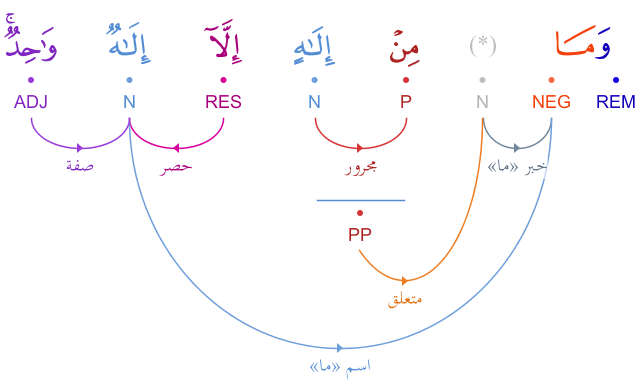 وَمَا (*) مِنْ إِلَٰهٍ إِلَّآ إِلَٰهٌ وَٰحِدٌ ۚ
REM NEG N P N RES N ADJ
خبر «ما» مجرور حصر صفة
PP
متعلق
اسم «ما»